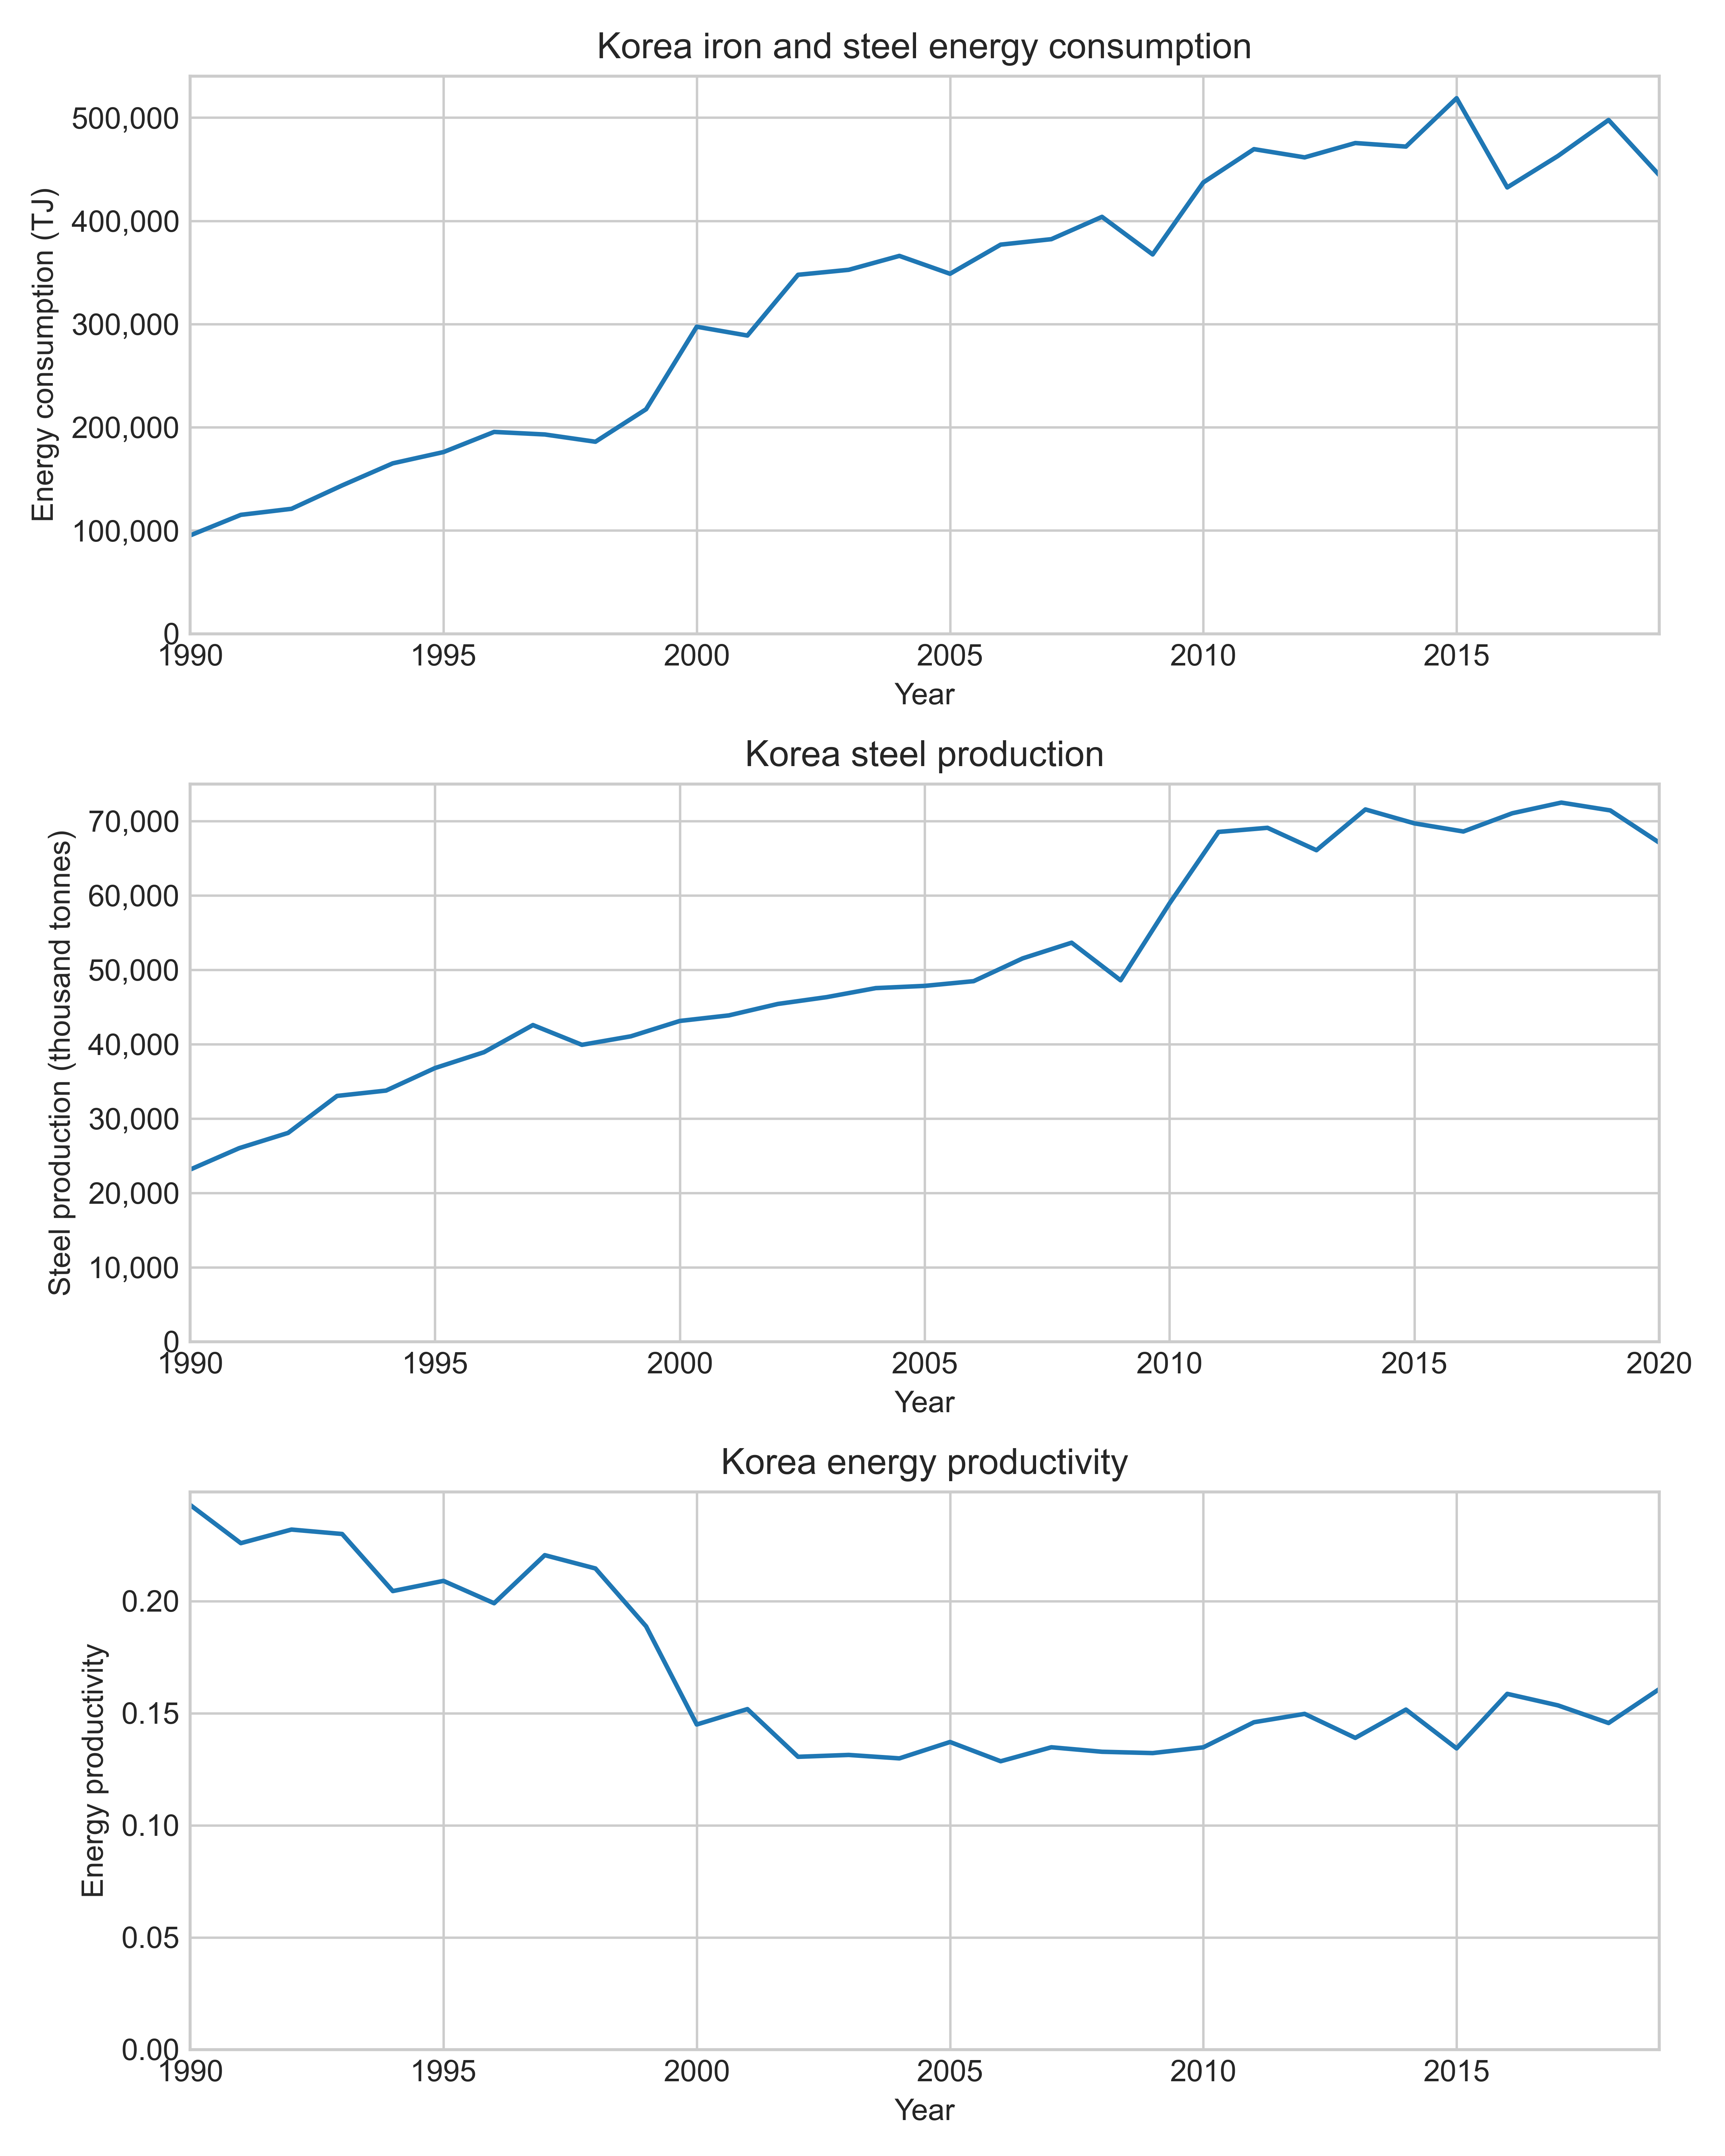 Korea iron and steel energy consumption
Energy consumption (TJ)
500,000
400,000
300,000
200,000
100,000
0
1990 1995 2000 2005 2010 2015
Year
Korea steel production
Steel production (thousand tonnes)
70,000
60,000
50,000
40,000
30,000
20,000
10,000
0
1990 1995 2000 2005 2010 2015 2020
Year
Korea energy productivity
Energy productivity
0.20
0.15
0.10
0.05
0.00
1990 1995 2000 2005 2010 2015
Year